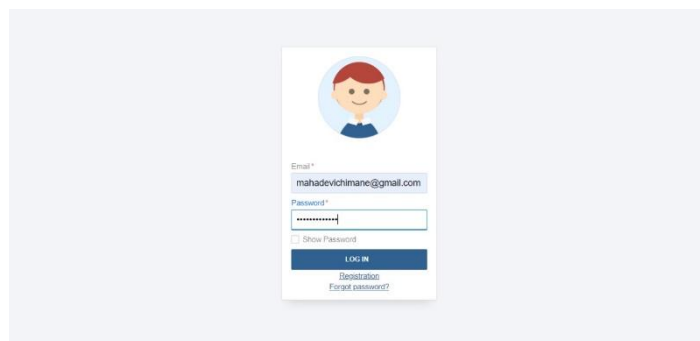 Email*
mahadevichimane@gmail.com
Password*
•••••••••••••
Show Password
LOG IN
Registration
Forgot password?